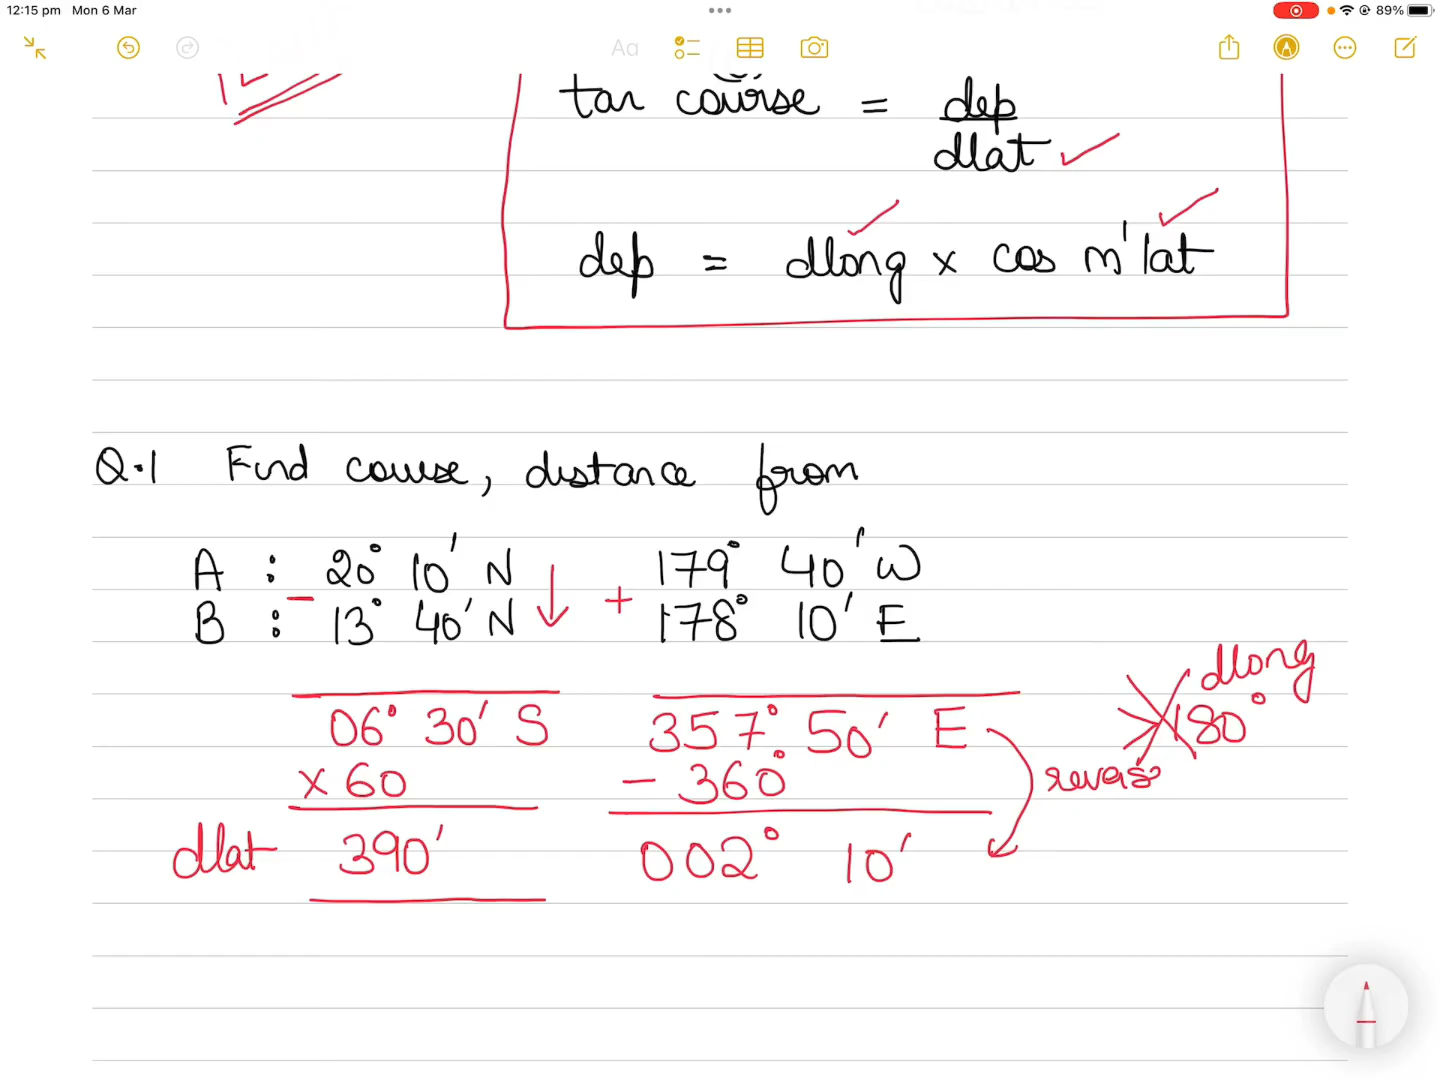 12:15 pm Mon 6 Mar
89%
Aa
tan course = dep
dlat
dep = dlong x cos m'lat
Q.1 Find course, distance from
A : 20° 10' N 179° 40' W
- +
B : 13° 40' N 178° 10' E
dlong
06° 30' S 357° 50' E 180°
x 60 - 360° revers
dlat 390' 002° 10'